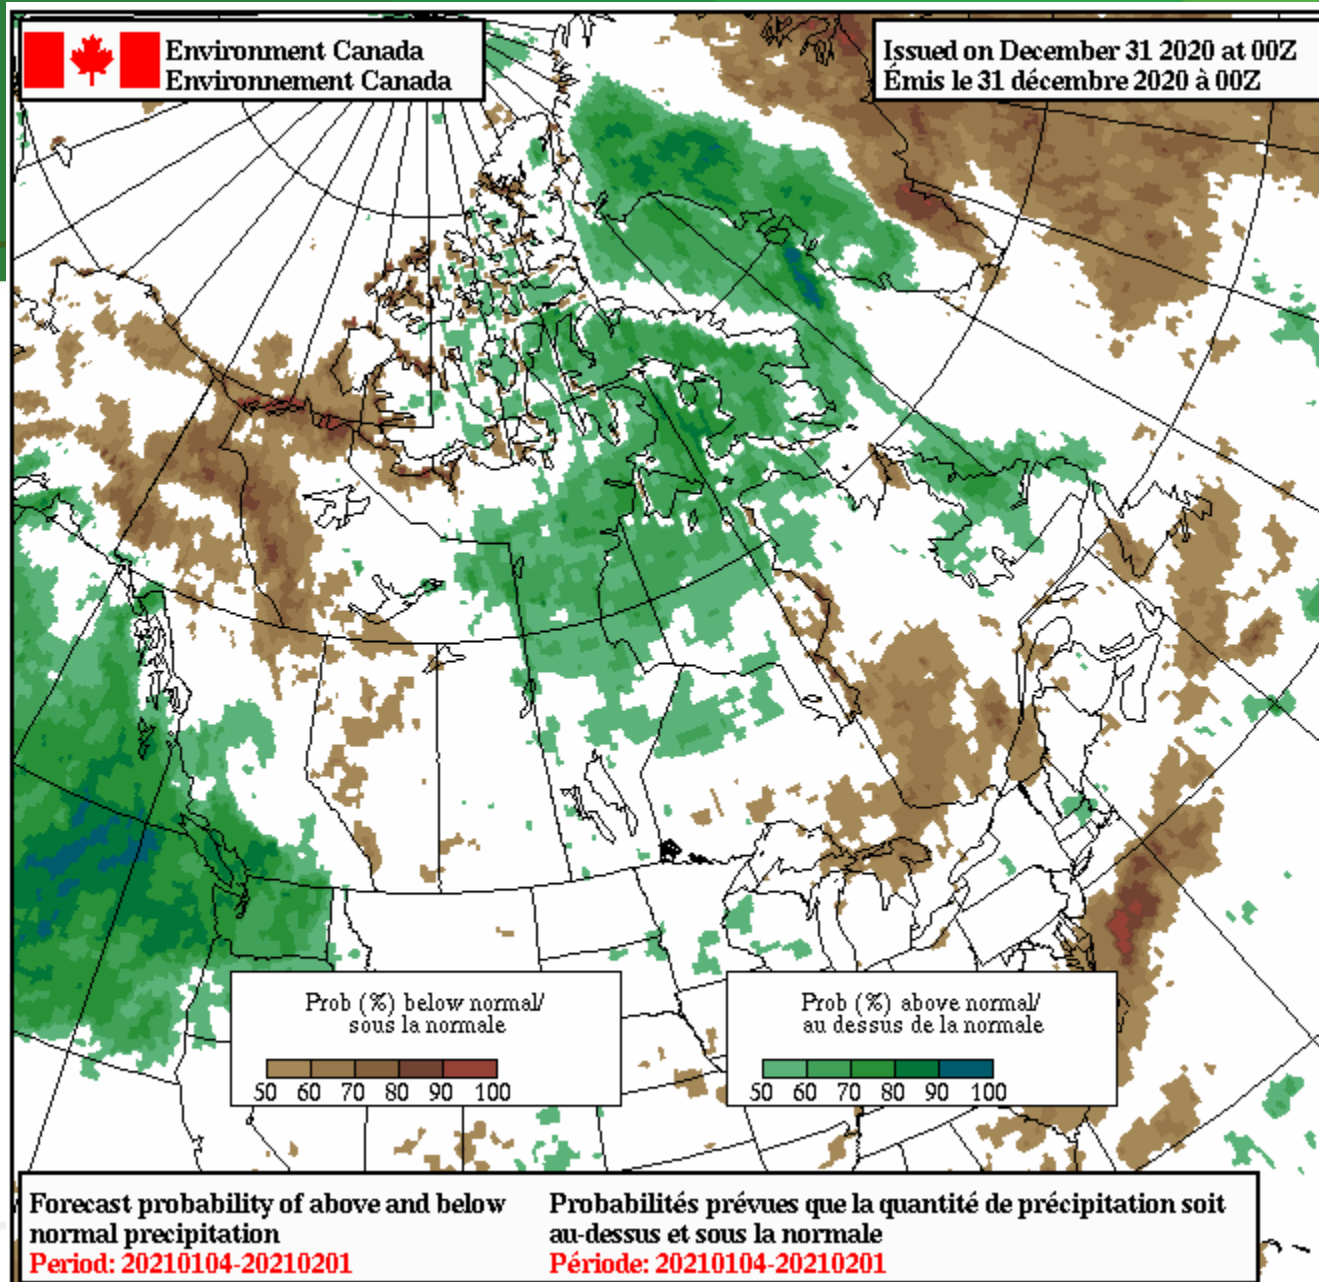 Environment Canada
Environnement Canada
Issued on December 31 2020 at 00Z
Émis le 31 décembre 2020 à 00Z
Prob (%) below normal/
sous la normale
50 60 70 80 90 100
Prob (%) above normal/
au dessus de la normale
50 60 70 80 90 100
Forecast probability of above and below
normal precipitation
Period: 20210104-20210201
Probabilités prévues que la quantité de précipitation soit
au-dessus et sous la normale
Période: 20210104-20210201